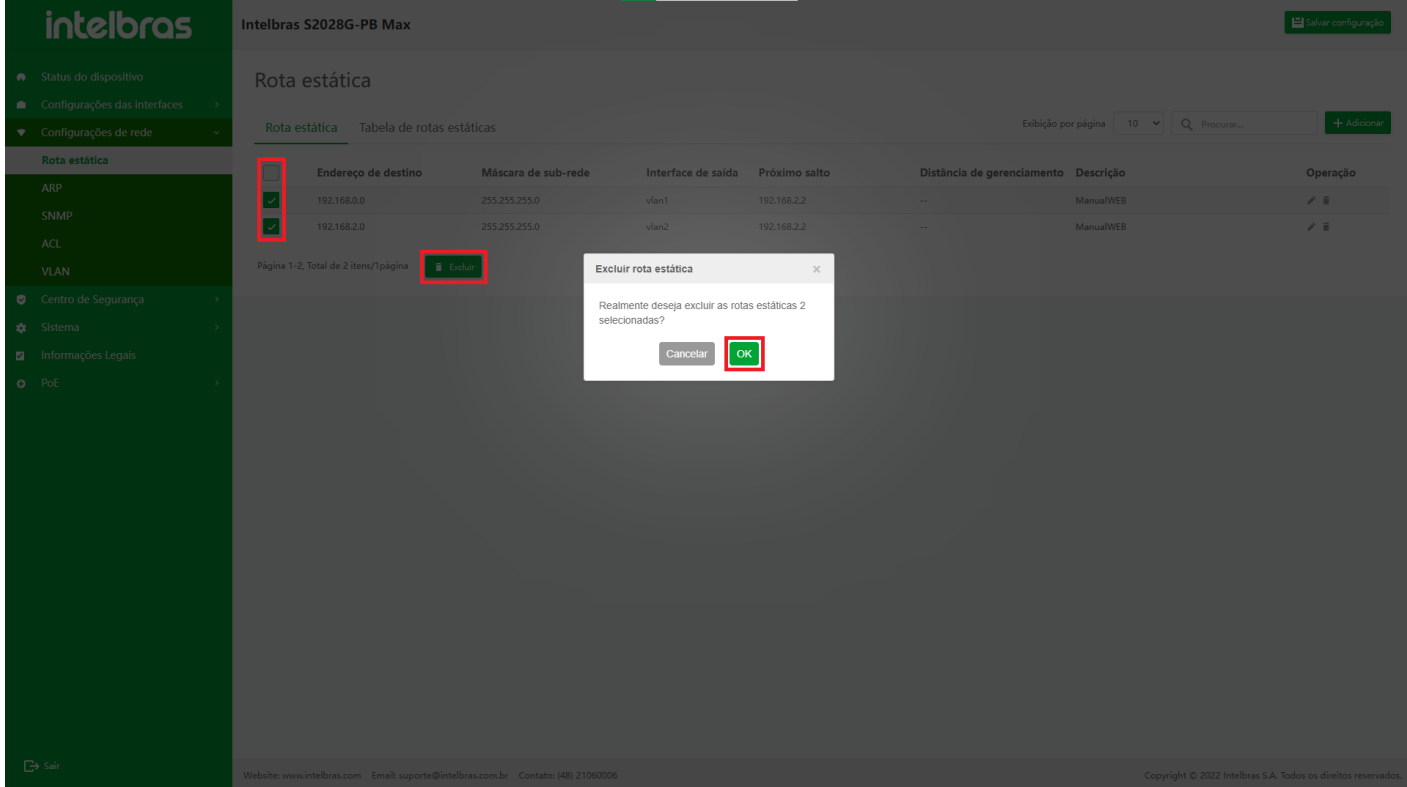 intelbras
Intelbras S2028G-PB Max
Salvar configuração
Status do dispositivo
Configurações das interfaces
Configurações de rede
Rota estática
ARP
SNMP
ACL
VLAN
Centro de Segurança
Sistema
Informações Legais
PoE
Sair
Rota estática
Rota estática Tabela de rotas estáticas
Exibição por página 10 Procurar... + Adicionar
Endereço de destino Máscara de sub-rede Interface de saída Próximo salto Distância de gerenciamento Descrição Operação
192.168.0.0 255.255.255.0 vlan1 192.168.2.2 -- ManualWEB
192.168.2.0 255.255.255.0 vlan2 192.168.2.2 -- ManualWEB
Página 1-2, Total de 2 itens/1página Excluir
Excluir rota estática ×
Realmente deseja excluir as rotas estáticas 2
selecionadas?
Cancelar OK
Website: www.intelbras.com Email: suporte@intelbras.com.br Contato: (48) 21060006
Copyright © 2022 Intelbras S.A. Todos os direitos reservados.